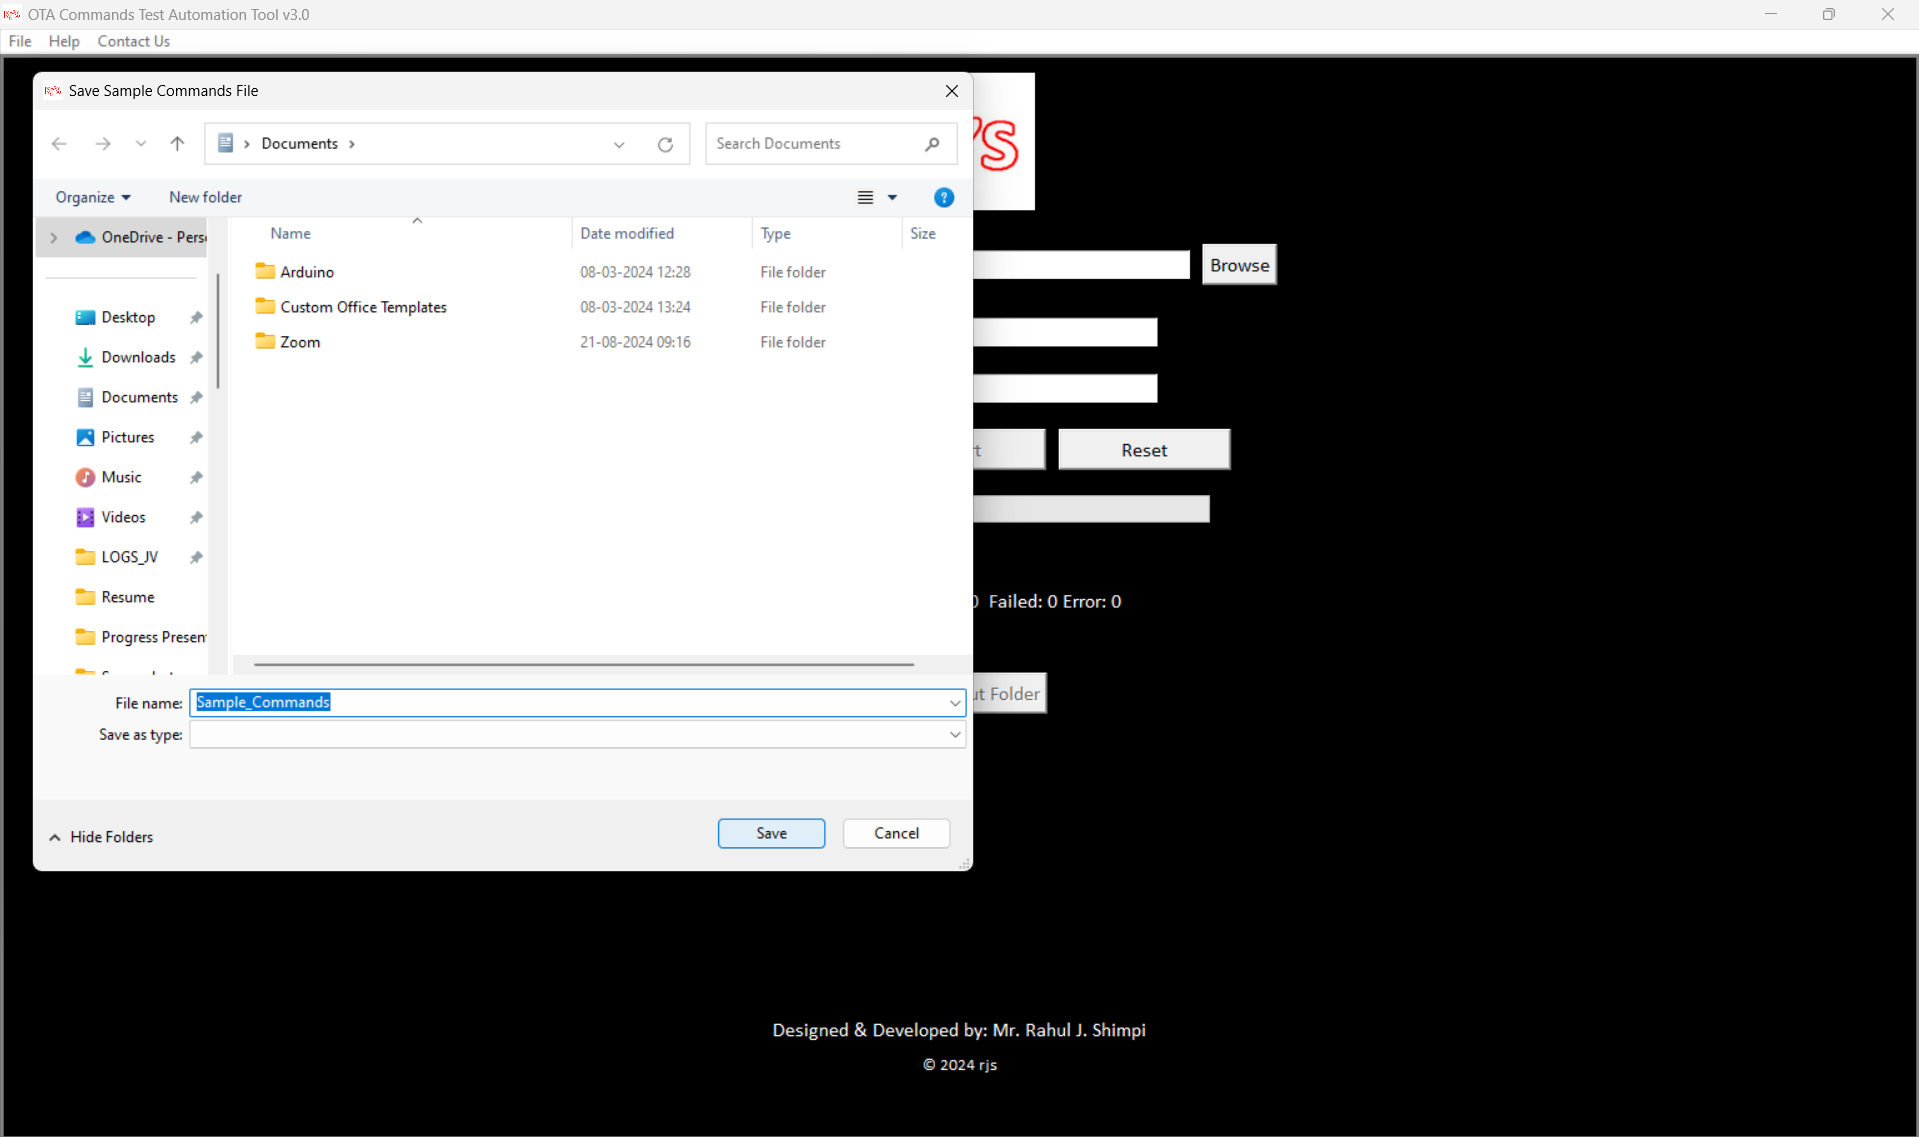 OTA Commands Test Automation Tool v3.0
File Help Contact Us
Save Sample Commands File
Documents
Search Documents
Organize New folder
OneDrive - Pers
Name Date modified Type Size
Arduino 08-03-2024 12:28 File folder
Custom Office Templates 08-03-2024 13:24 File folder
Zoom 21-08-2024 09:16 File folder
Desktop
Downloads
Documents
Pictures
Music
Videos
LOGS_JV
Resume
Progress Presen
File name: Sample_Commands
Save as type:
Hide Folders
Save Cancel
Browse
Reset
Failed: 0 Error: 0
ut Folder
Designed & Developed by: Mr. Rahul J. Shimpi
© 2024 rjs